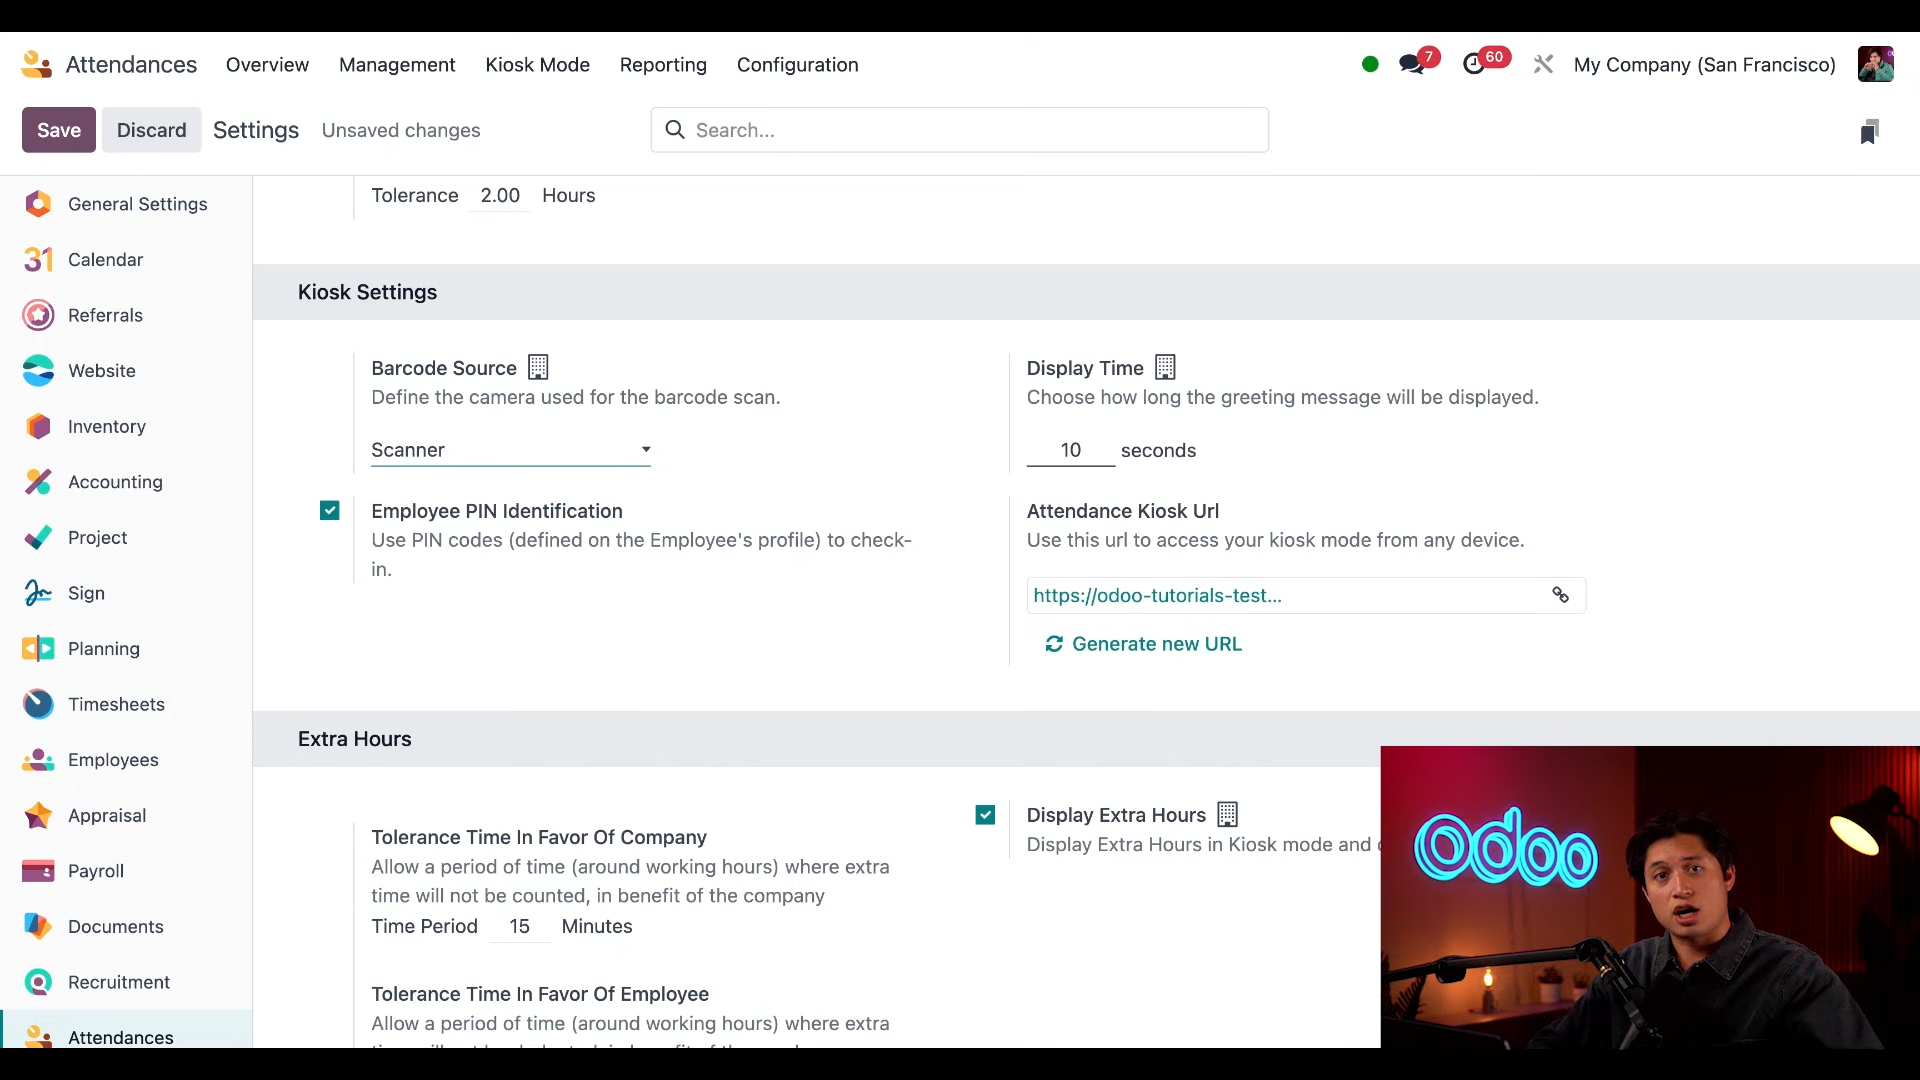 Attendances Overview Management Kiosk Mode Reporting Configuration 7 60 My Company (San Francisco)
Save Discard Settings Unsaved changes Search...
General Settings
Calendar
Referrals
Website
Inventory
Accounting
Project
Sign
Planning
Timesheets
Employees
Appraisal
Payroll
Documents
Recruitment
Attendances
Tolerance 2.00 Hours
Kiosk Settings
Barcode Source
Define the camera used for the barcode scan.
Scanner
Employee PIN Identification
Use PIN codes (defined on the Employee's profile) to check-
in.
Display Time
Choose how long the greeting message will be displayed.
10 seconds
Attendance Kiosk Url
Use this url to access your kiosk mode from any device.
https://odoo-tutorials-test...
Generate new URL
Extra Hours
Tolerance Time In Favor Of Company
Allow a period of time (around working hours) where extra
time will not be counted, in benefit of the company
Time Period 15 Minutes
Tolerance Time In Favor Of Employee
Allow a period of time (around working hours) where extra
Display Extra Hours
Display Extra Hours in Kiosk mode and
odoo